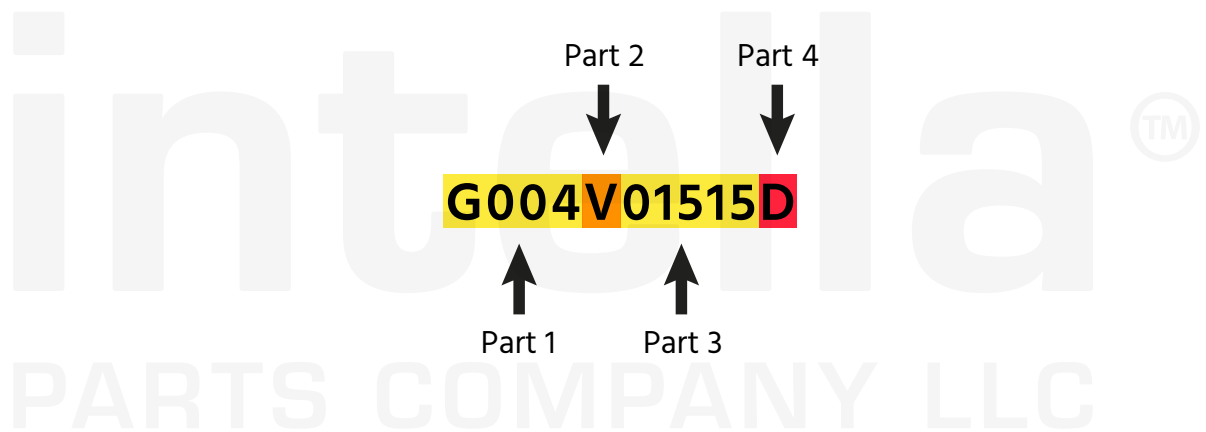 intella TM
Part 2 Part 4
G004V01515D
Part 1 Part 3
PARTS COMPANY LLC